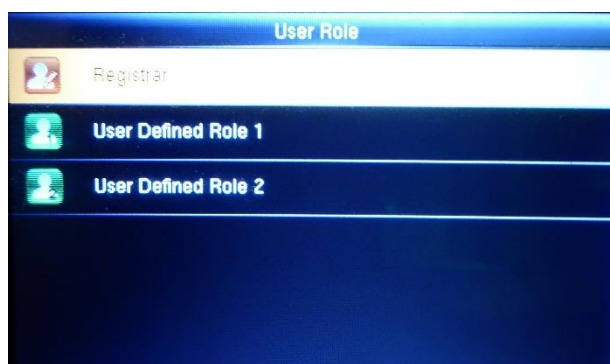 User Role
Registrar
User Defined Role 1
User Defined Role 2